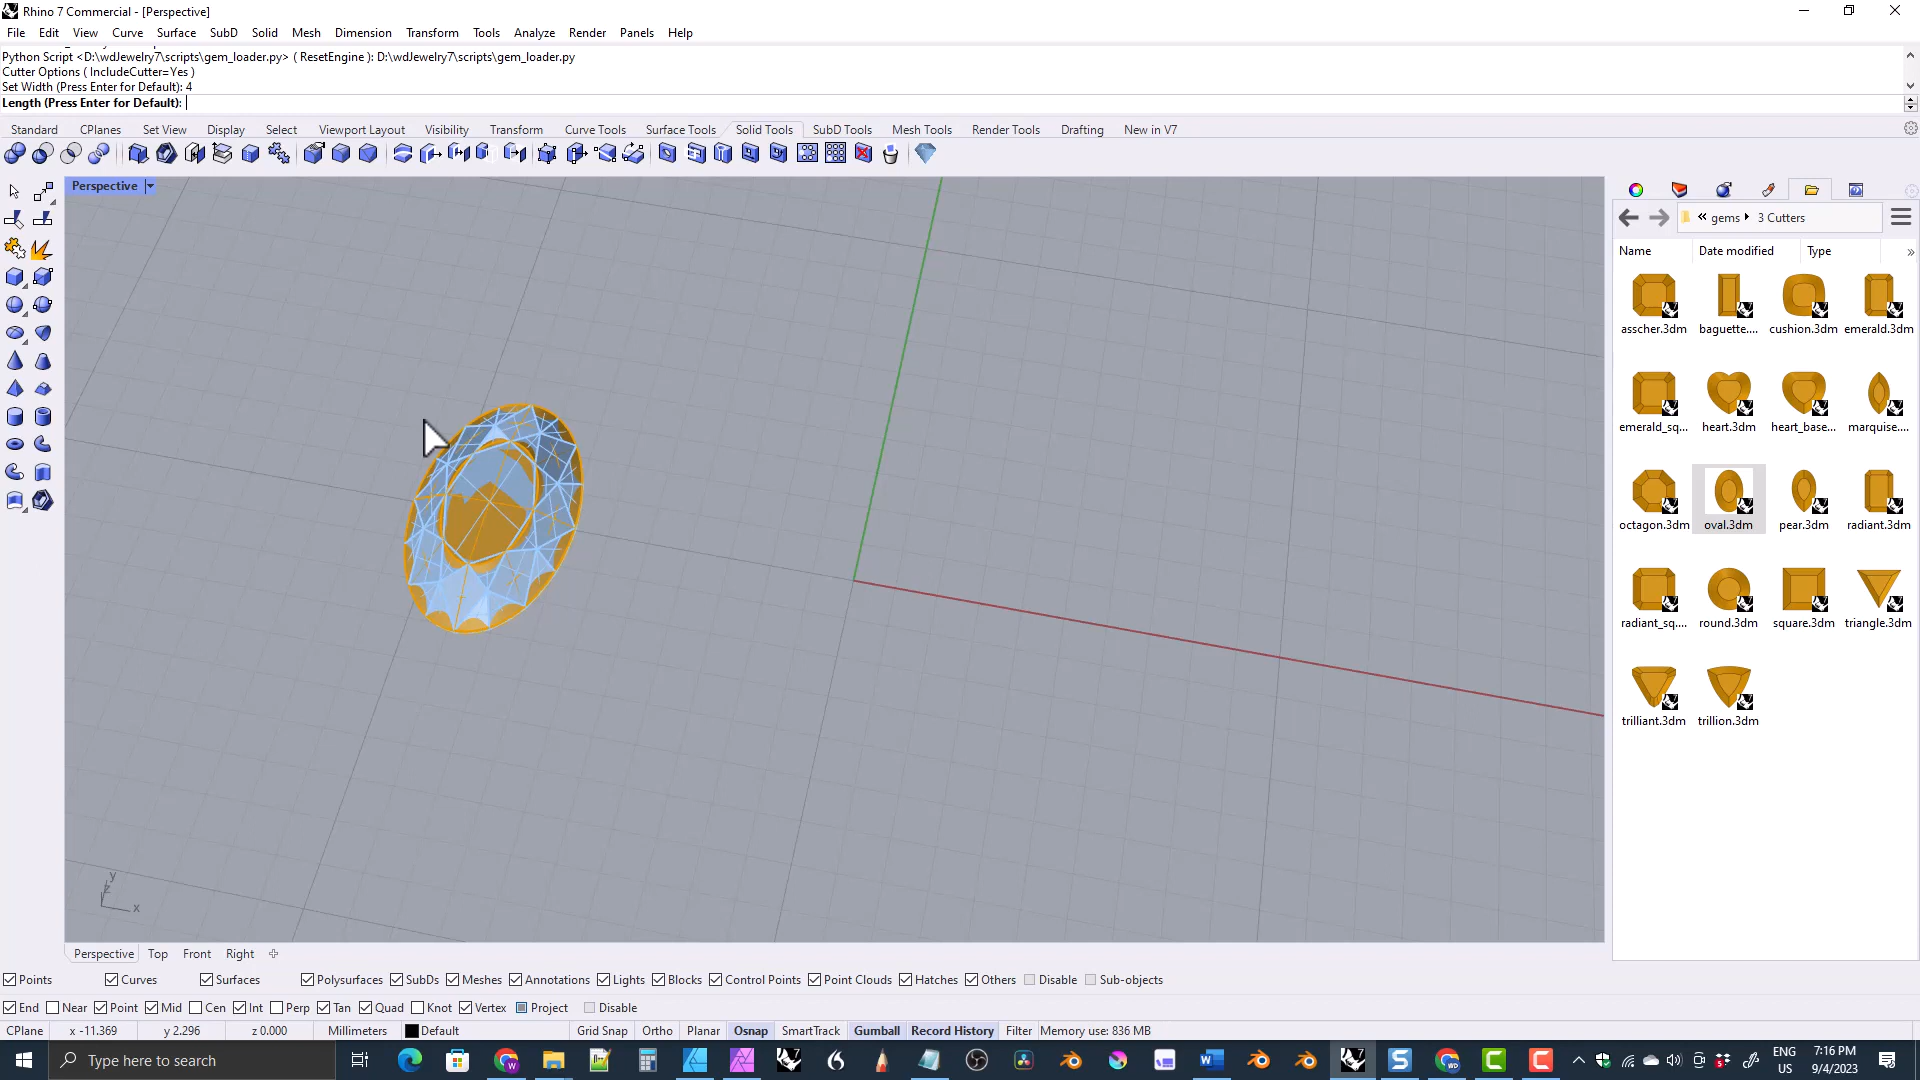 Rhino 7 Commercial - [Perspective]
File Edit View Curve Surface SubD Solid Mesh Dimension Transform Tools Analyze Render Panels Help
Python Script <D:\wdJewelry7\scripts\gem_loader.py> ( ResetEngine ): D:\wdJewelry7\scripts\gem_loader.py
Cutter Options ( IncludeCutter=Yes )
Set Width (Press Enter for Default): 4
Length (Press Enter for Default):
Standard CPlanes Set View Display Select Viewport Layout Visibility Transform Curve Tools Surface Tools Solid Tools SubD Tools Mesh Tools Render Tools Drafting New in V7
Perspective
« gems 3 Cutters
Name Date modified Type »
asscher.3dm baguette.... cushion.3dm emerald.3dm
emerald_sq... heart.3dm heart_base... marquise....
octagon.3dm oval.3dm pear.3dm radiant.3dm
radiant_sq.... round.3dm square.3dm triangle.3dm
trilliant.3dm trillion.3dm
y
z
x
Perspective Top Front Right
Points Curves Surfaces Polysurfaces SubDs Meshes Annotations Lights Blocks Control Points Point Clouds Hatches Others Disable Sub-objects
End Near Point Mid Cen Int Perp Tan Quad Knot Vertex Project Disable
CPlane x -11.369 y 2.296 z 0.000 Millimeters Default Grid Snap Ortho Planar Osnap SmartTrack Gumball Record History Filter Memory use: 836 MB
Type here to search
ENG
US
7:16 PM
9/4/2023